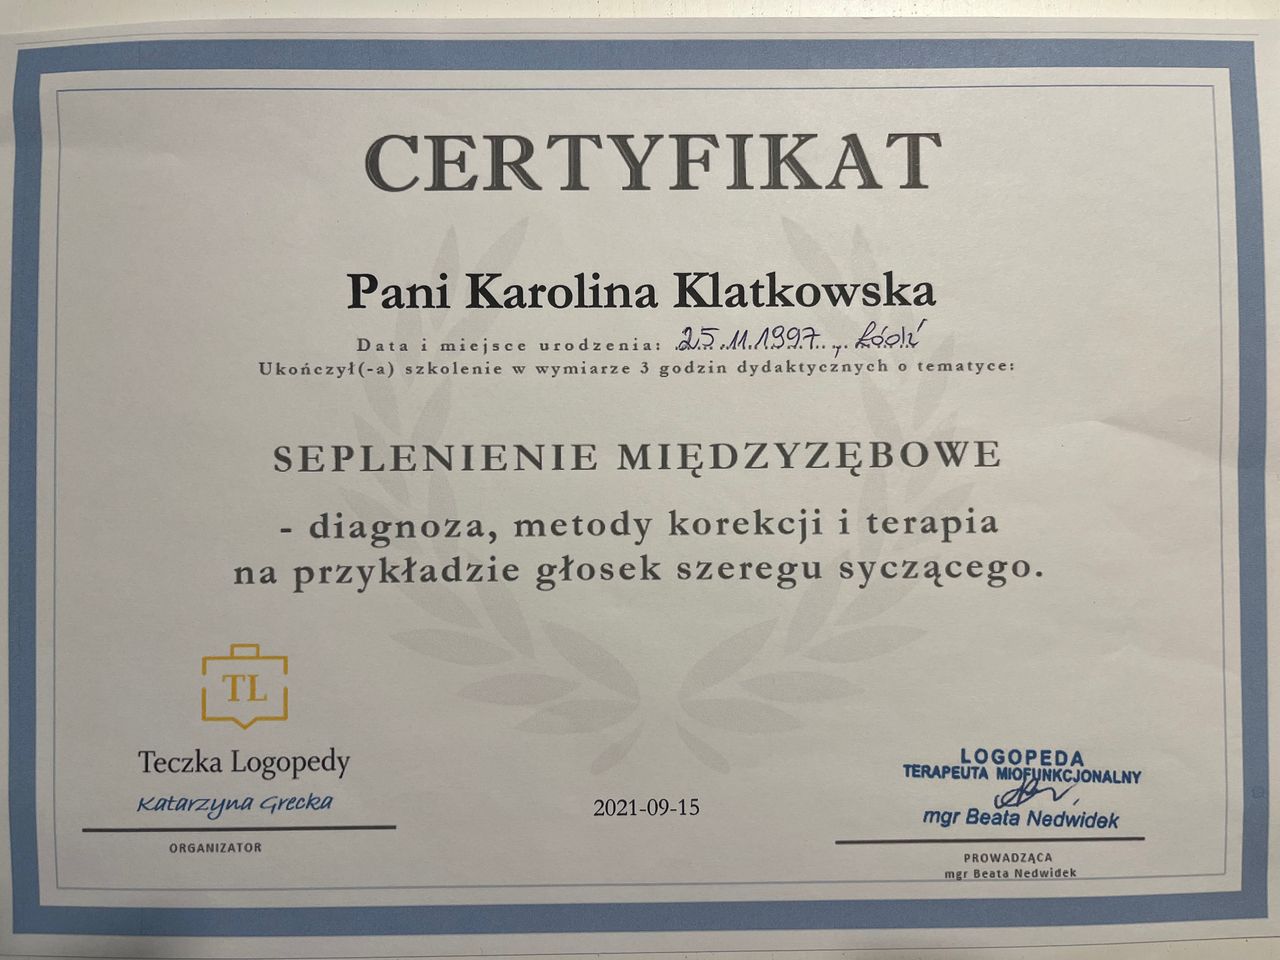 CERTYFIKAT
Pani Karolina Klatkowska
Data i miejsce urodzenia: 25.11.1997., Łódź
Ukończył(-a) szkolenie w wymiarze 3 godzin dydaktycznych o tematyce:
SEPLENIENIE MIĘDZYZĘBOWE
- diagnoza, metody korekcji i terapia
na przykładzie głosek szeregu syczącego.
TL
Teczka Logopedy
Katarzyna Grecka
ORGANIZATOR
2021-09-15
LOGOPEDA
TERAPEUTA MIOFUNKCJONALNY
mgr Beata Nedwidek
PROWADZĄCA
mgr Beata Nedwidek